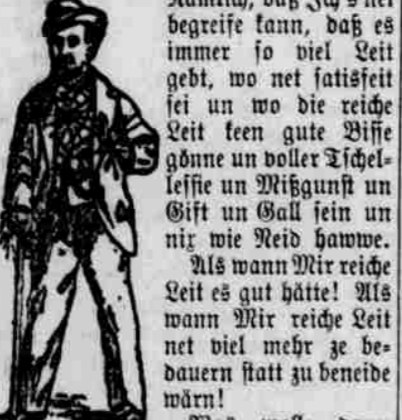 begreife kann, daß es
immer so viel Leit
gebt, wo net satisfeit
sei un wo die reiche
Leit keen gute Bisse
gönne un voller Tschel=
lessie un Mißgunst un
Gift un Gall sein un
nix wie Neid hawwe.
Als wann Mir reiche
Leit es gut hätte! Als
wann Mir reiche Leit
net viel mehr ze be=
dauern statt zu beneide
wärn!